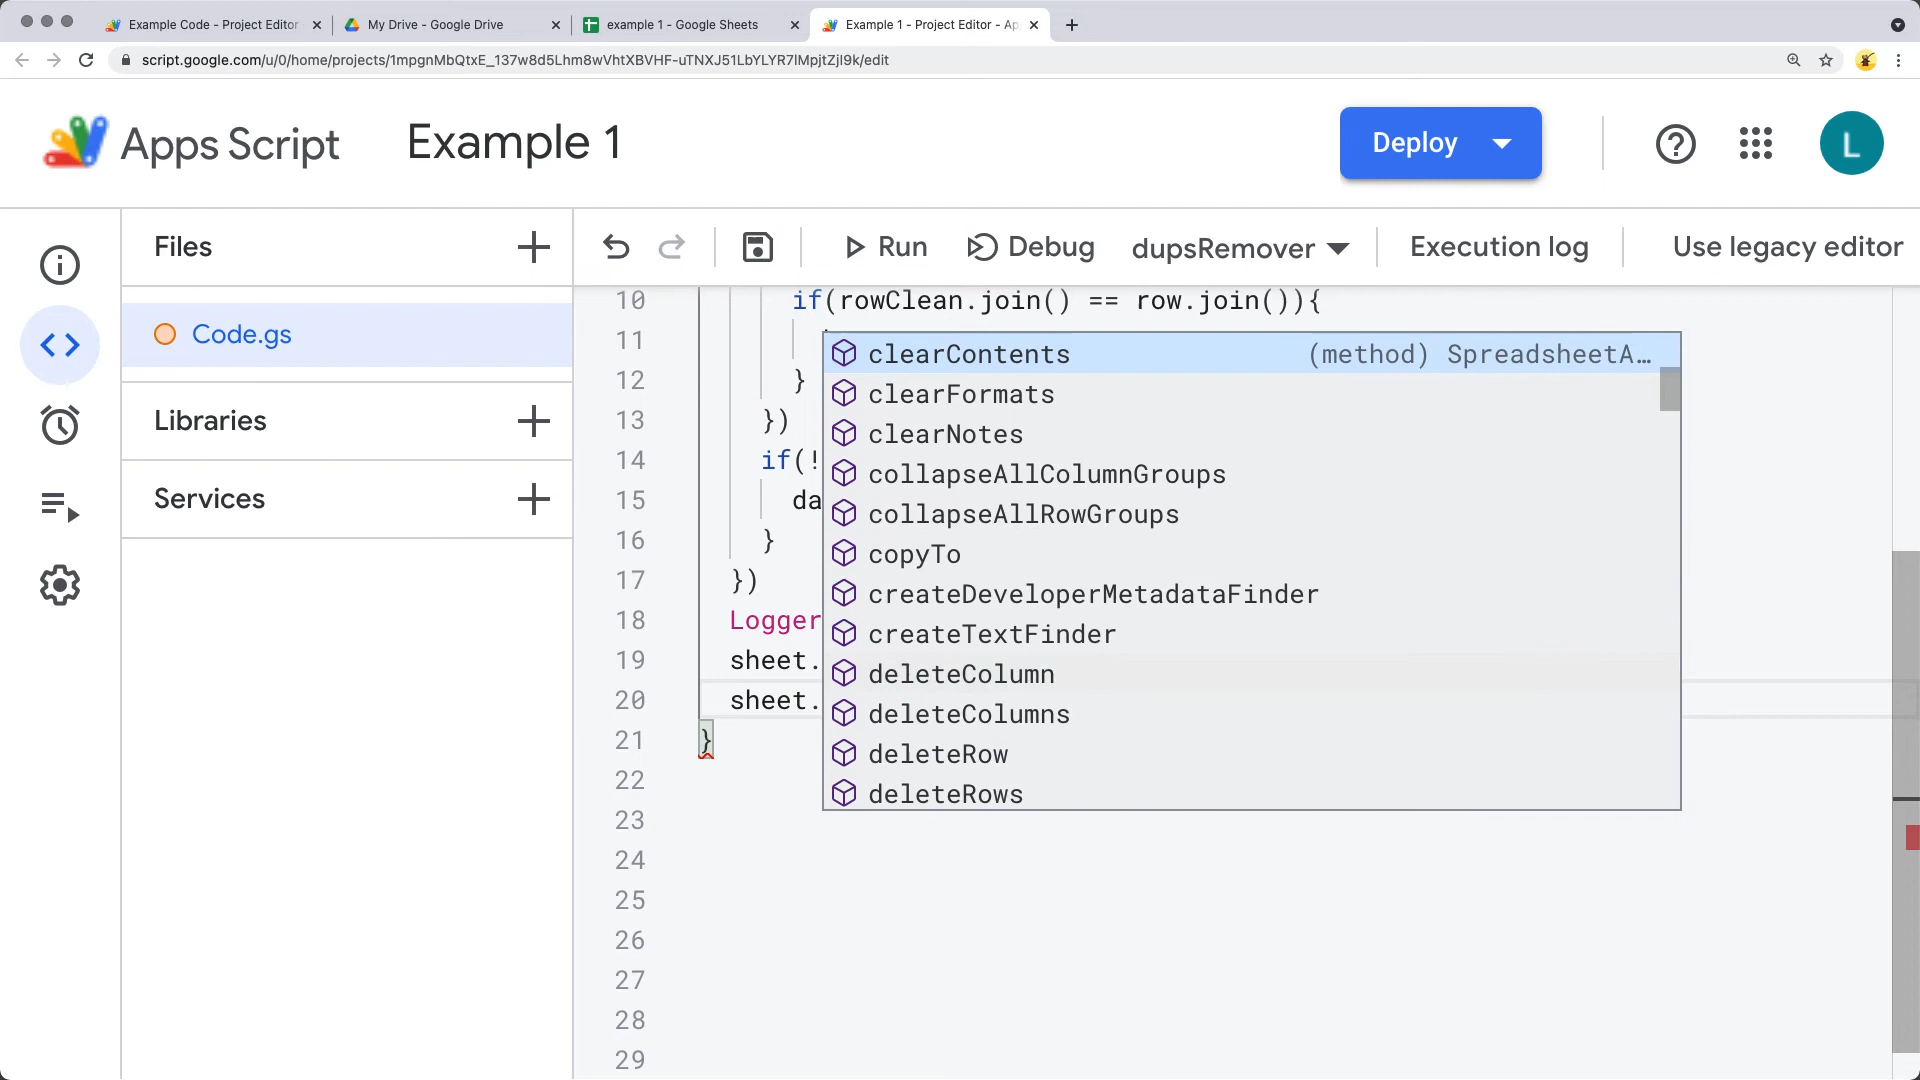 Example Code - Project Editor
My Drive - Google Drive
example 1 - Google Sheets
Example 1 - Project Editor - Ap
script.google.com/u/0/home/projects/1mpgnMbQtxE_137w8d5Lhm8wVhtXBVHF-uTNXJ51LbYLYR7lMpjtZjl9k/edit
Apps Script
Example 1
Deploy
L
Files
Run
Debug
dupsRemover
Execution log
Use legacy editor
Code.gs
Libraries
Services
10 if(rowClean.join() == row.join()){
11
12 }
13 })
14 if(!
15 da
16 }
17 })
18 Logger
19 sheet.
20 sheet.
21 }
22
23
24
25
26
27
28
29
clearContents (method) SpreadsheetA…
clearFormats
clearNotes
collapseAllColumnGroups
collapseAllRowGroups
copyTo
createDeveloperMetadataFinder
createTextFinder
deleteColumn
deleteColumns
deleteRow
deleteRows